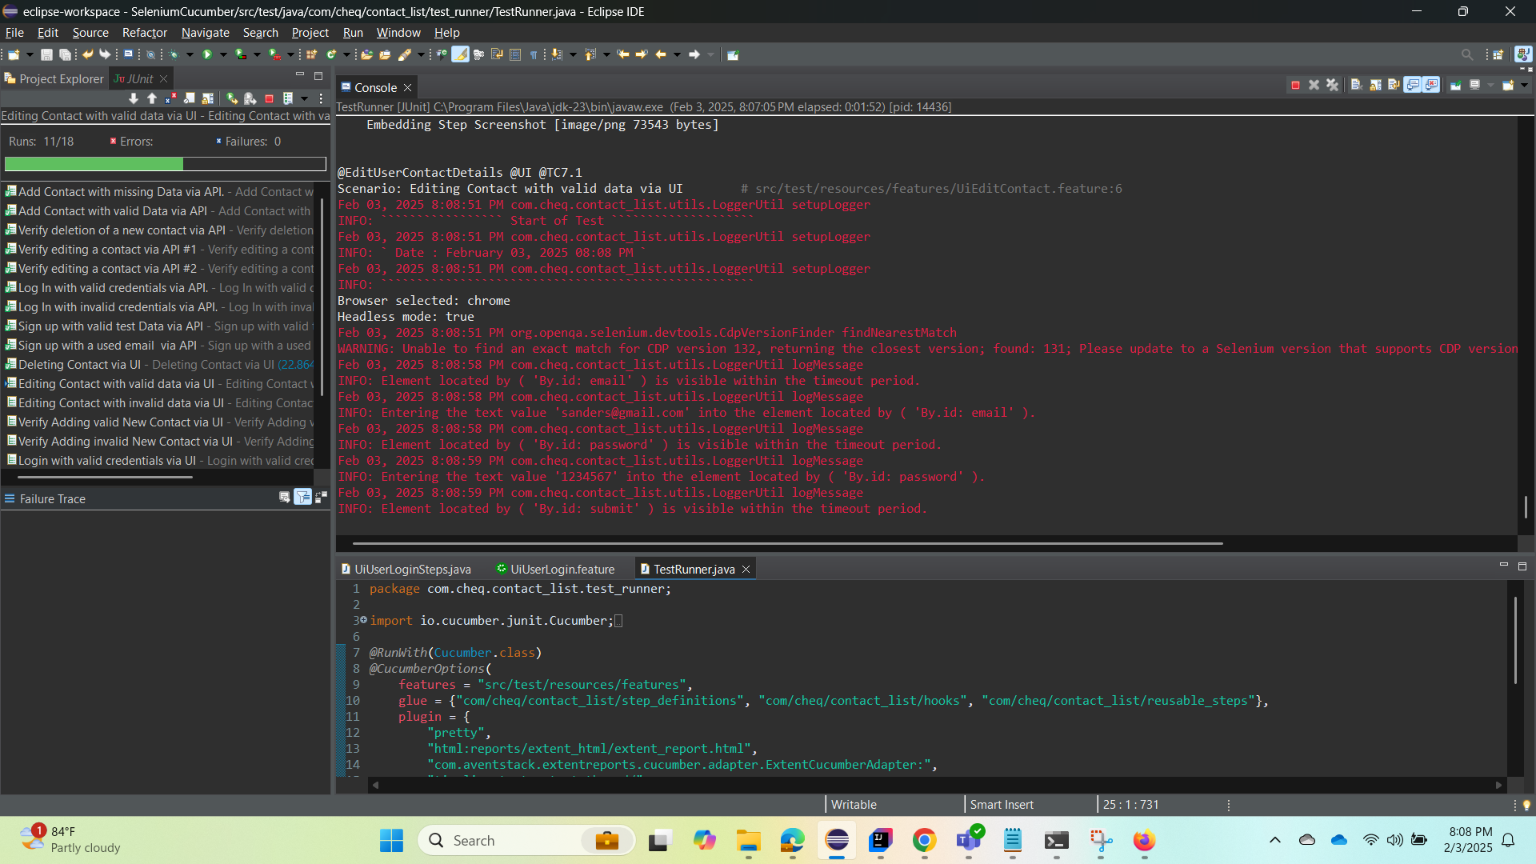 eclipse-workspace - SeleniumCucumber/src/test/java/com/cheq/contact_list/test_runner/TestRunner.java - Eclipse IDE
File Edit Source Refactor Navigate Search Project Run Window Help
Project Explorer JUnit
Editing Contact with valid data via UI - Editing Contact with va
Runs: 11/18 Errors: Failures: 0
Add Contact with missing Data via API. - Add Contact w
Add Contact with valid Data via API - Add Contact with
Verify deletion of a new contact via API - Verify deletion
Verify editing a contact via API #1 - Verify editing a cont
Verify editing a contact via API #2 - Verify editing a cont
Log In with valid credentials via API. - Log In with valid c
Log In with invalid credentials via API. - Log In with inva
Sign up with valid test Data via API - Sign up with valid
Sign up with a used email via API - Sign up with a used
Deleting Contact via UI - Deleting Contact via UI (22.864
Editing Contact with valid data via UI - Editing Contact
Editing Contact with invalid data via UI - Editing Contac
Verify Adding valid New Contact via UI - Verify Adding
Verify Adding invalid New Contact via UI - Verify Adding
Login with valid credentials via UI - Login with valid cre
Failure Trace
Console
TestRunner [JUnit] C:\Program Files\Java\jdk-23\bin\javaw.exe (Feb 3, 2025, 8:07:05 PM elapsed: 0:01:52) [pid: 14436]
Embedding Step Screenshot [image/png 73543 bytes]
@EditUserContactDetails @UI @TC7.1
Scenario: Editing Contact with valid data via UI # src/test/resources/features/UiEditContact.feature:6
Feb 03, 2025 8:08:51 PM com.cheq.contact_list.utils.LoggerUtil setupLogger
INFO: ````````````````` Start of Test ````````````````````
Feb 03, 2025 8:08:51 PM com.cheq.contact_list.utils.LoggerUtil setupLogger
INFO: ` Date : February 03, 2025 08:08 PM `
Feb 03, 2025 8:08:51 PM com.cheq.contact_list.utils.LoggerUtil setupLogger
INFO: ````````````````````````````````````````````````````
Browser selected: chrome
Headless mode: true
Feb 03, 2025 8:08:51 PM org.openqa.selenium.devtools.CdpVersionFinder findNearestMatch
WARNING: Unable to find an exact match for CDP version 132, returning the closest version; found: 131; Please update to a Selenium version that supports CDP version
Feb 03, 2025 8:08:58 PM com.cheq.contact_list.utils.LoggerUtil logMessage
INFO: Element located by ( 'By.id: email' ) is visible within the timeout period.
Feb 03, 2025 8:08:58 PM com.cheq.contact_list.utils.LoggerUtil logMessage
INFO: Entering the text value 'sanders@gmail.com' into the element located by ( 'By.id: email' ).
Feb 03, 2025 8:08:58 PM com.cheq.contact_list.utils.LoggerUtil logMessage
INFO: Element located by ( 'By.id: password' ) is visible within the timeout period.
Feb 03, 2025 8:08:59 PM com.cheq.contact_list.utils.LoggerUtil logMessage
INFO: Entering the text value '1234567' into the element located by ( 'By.id: password' ).
Feb 03, 2025 8:08:59 PM com.cheq.contact_list.utils.LoggerUtil logMessage
INFO: Element located by ( 'By.id: submit' ) is visible within the timeout period.
UiUserLoginSteps.java UiUserLogin.feature TestRunner.java
1 package com.cheq.contact_list.test_runner;
2
3 import io.cucumber.junit.Cucumber;
6
7 @RunWith(Cucumber.class)
8 @CucumberOptions(
9 features = "src/test/resources/features",
10 glue = {"com/cheq/contact_list/step_definitions", "com/cheq/contact_list/hooks", "com/cheq/contact_list/reusable_steps"},
11 plugin = {
12 "pretty",
13 "html:reports/extent_html/extent_report.html",
14 "com.aventstack.extentreports.cucumber.adapter.ExtentCucumberAdapter:",
Writable Smart Insert 25 : 1 : 731
1
84°F
Partly cloudy
Search
8:08 PM
2/3/2025